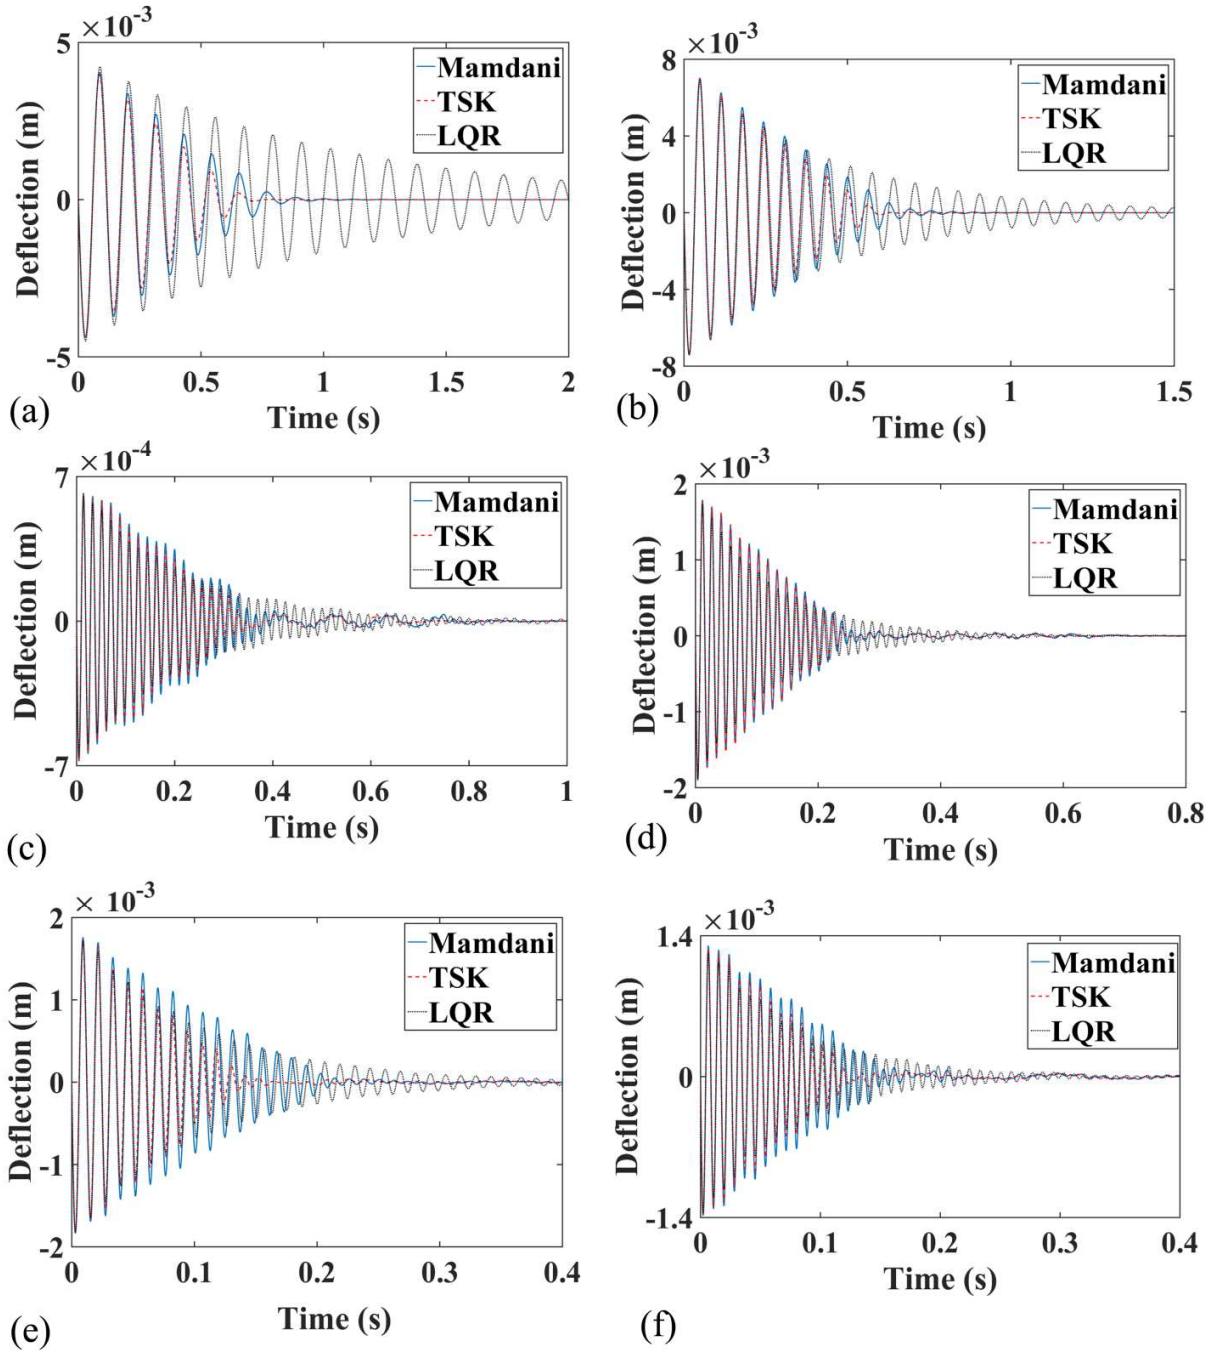 ×10⁻³
5
0
-5
Deflection (m)
Mamdani
TSK
LQR
0 0.5 1 1.5 2
Time (s)
(a)
×10⁻³
8
4
0
-4
-8
Deflection (m)
Mamdani
TSK
LQR
0 0.5 1 1.5
Time (s)
(b)
×10⁻⁴
7
0
-7
Deflection (m)
Mamdani
TSK
LQR
0 0.2 0.4 0.6 0.8 1
Time (s)
(c)
×10⁻³
2
1
0
-1
-2
Deflection (m)
Mamdani
TSK
LQR
0 0.2 0.4 0.6 0.8
Time (s)
(d)
× 10⁻³
2
1
0
-1
-2
Deflection (m)
Mamdani
TSK
LQR
0 0.1 0.2 0.3 0.4
Time (s)
(e)
×10⁻³
1.4
0
-1.4
Deflection (m)
Mamdani
TSK
LQR
0 0.1 0.2 0.3 0.4
Time (s)
(f)